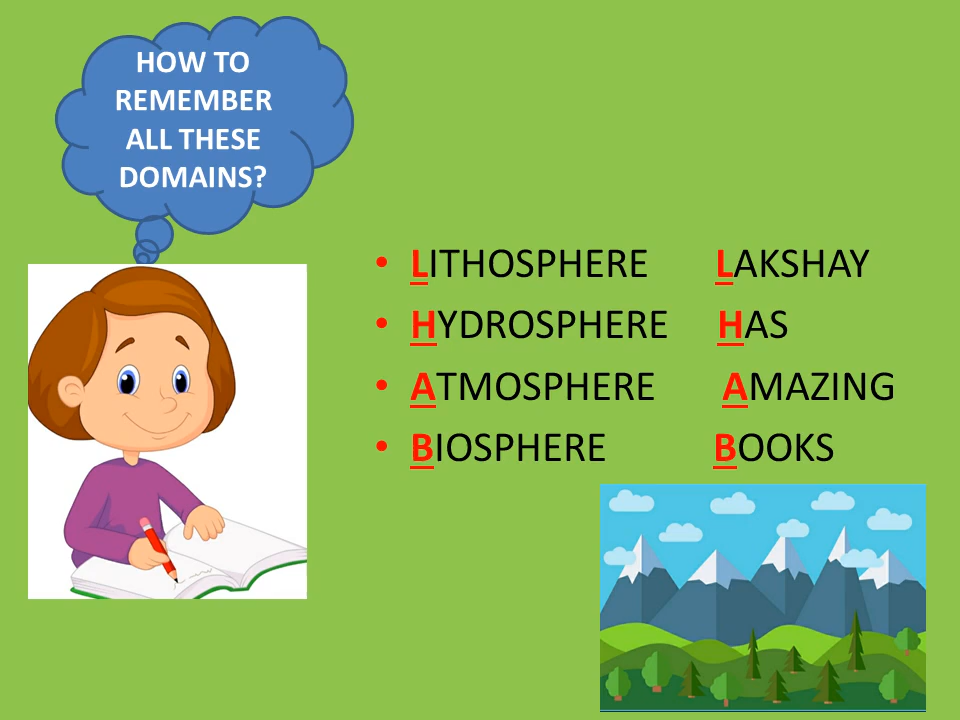 HOW TO
REMEMBER
ALL THESE
DOMAINS?
• LITHOSPHERE LAKSHAY
• HYDROSPHERE HAS
• ATMOSPHERE AMAZING
• BIOSPHERE BOOKS